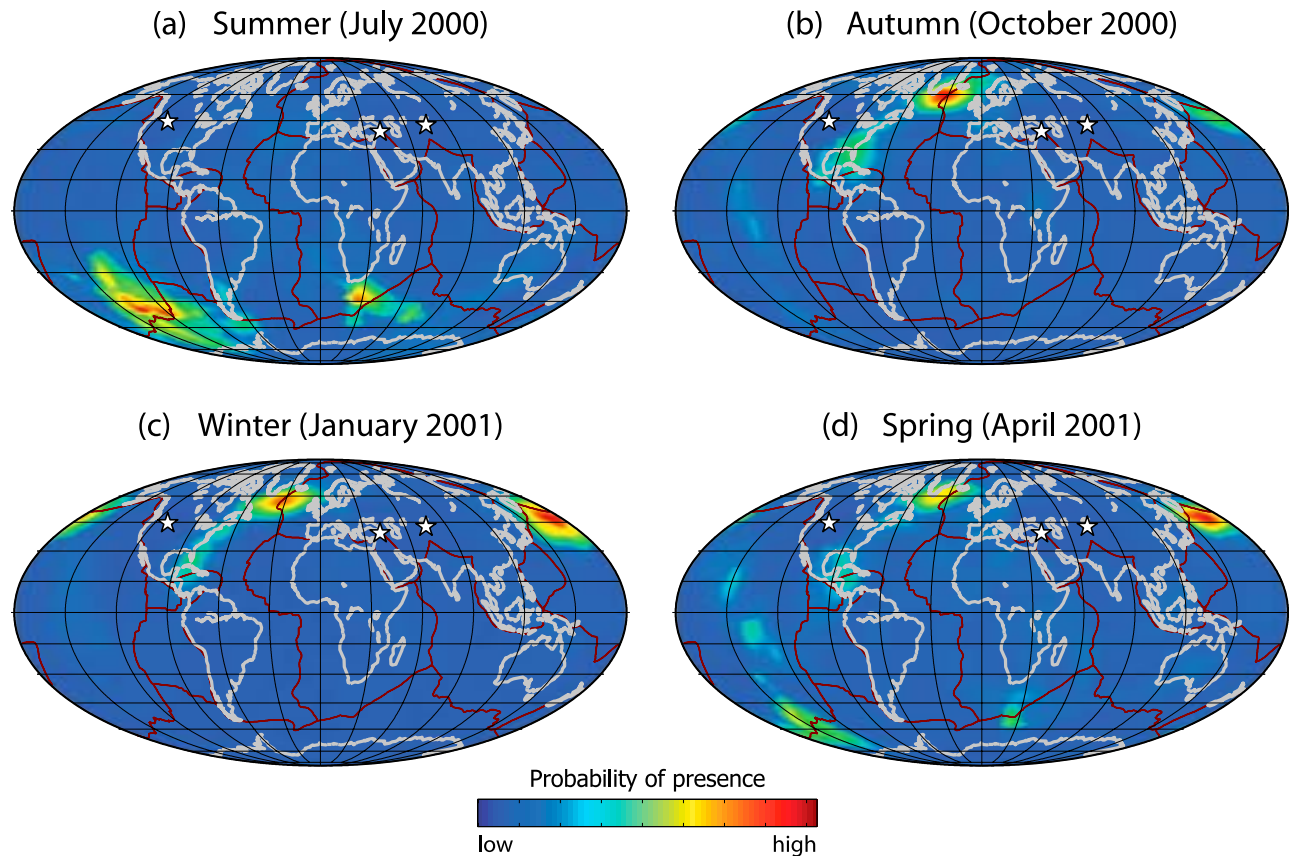 (a) Summer (July 2000)
(b) Autumn (October 2000)
(c) Winter (January 2001)
(d) Spring (April 2001)
Probability of presence
low high